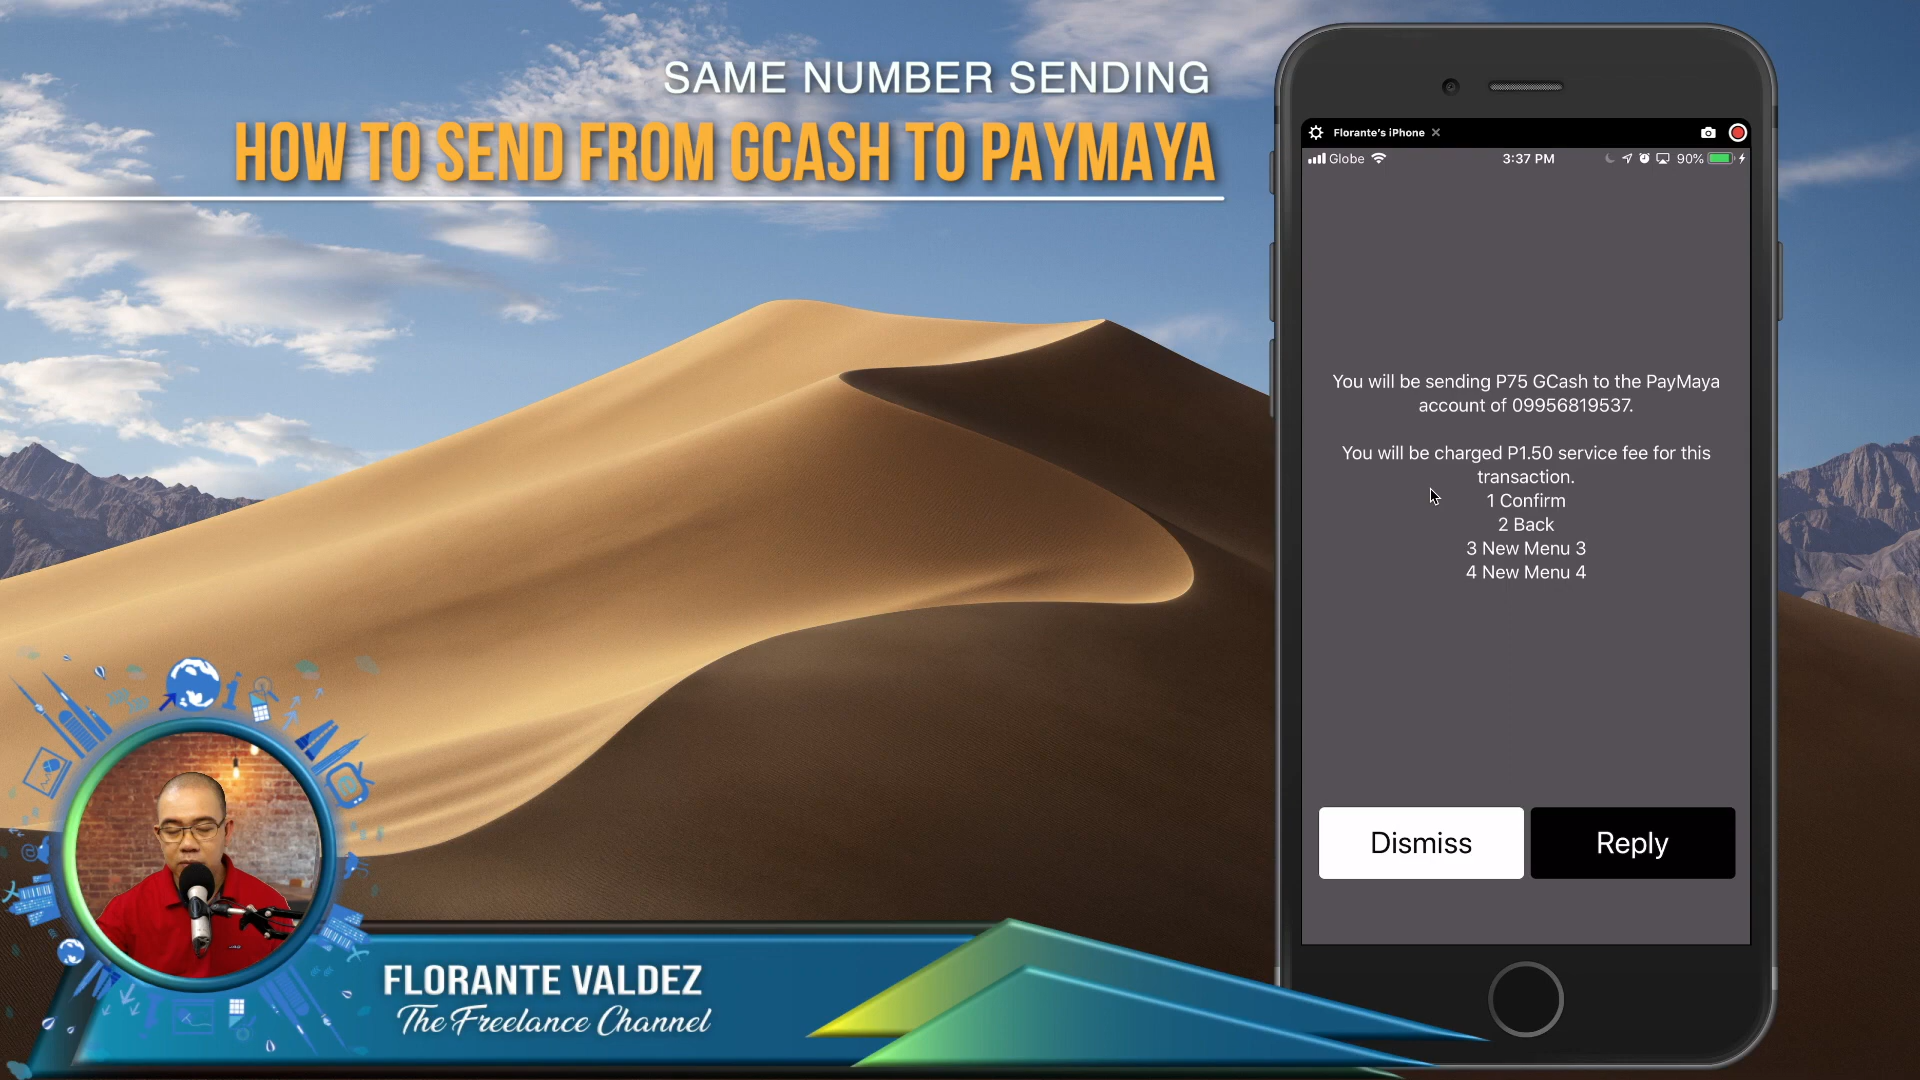 SAME NUMBER SENDING
HOW TO SEND FROM GCASH TO PAYMAYA
Florante's iPhone
Globe
3:37 PM
90%
You will be sending P75 GCash to the PayMaya
account of 09956819537.
You will be charged P1.50 service fee for this
transaction.
1 Confirm
2 Back
3 New Menu 3
4 New Menu 4
Dismiss
Reply
FLORANTE VALDEZ
The Freelance Channel